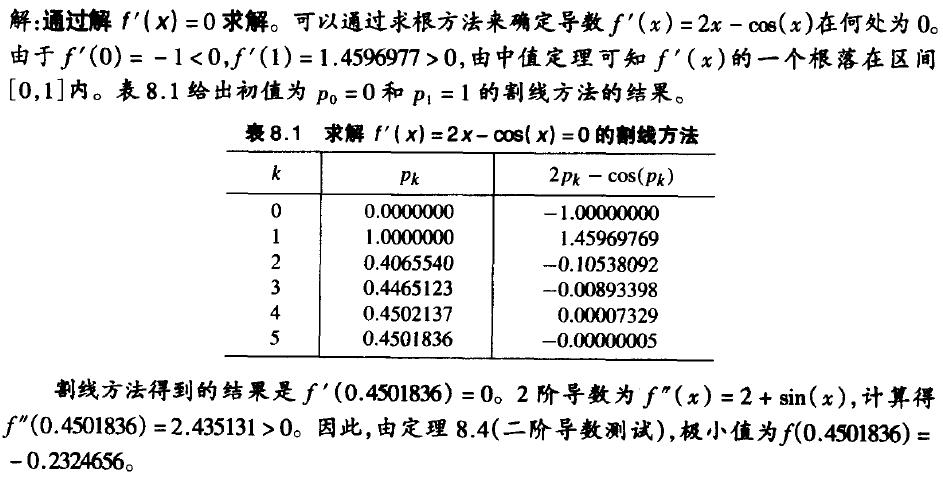 解:通过解 f′(x)=0 求解。可以通过求根方法来确定导数 f′(x)=2x-cos(x)在何处为 0。
由于 f′(0)= -1<0,f′(1)=1.4596977>0,由中值定理可知 f′(x)的一个根落在区间
[0,1]内。表 8.1 给出初值为 p₀=0 和 p₁=1 的割线方法的结果。
表 8.1 求解 f′(x)=2x-cos(x)=0 的割线方法
k pk 2pk-cos(pk)
0 0.0000000 -1.00000000
1 1.0000000 1.45969769
2 0.4065540 -0.10538092
3 0.4465123 -0.00893398
4 0.4502137 0.00007329
5 0.4501836 -0.00000005
割线方法得到的结果是 f′(0.4501836)=0。2 阶导数为 f″(x)=2+sin(x),计算得
f″(0.4501836)=2.435131>0。因此,由定理 8.4(二阶导数测试),极小值为f(0.4501836)=
-0.2324656。